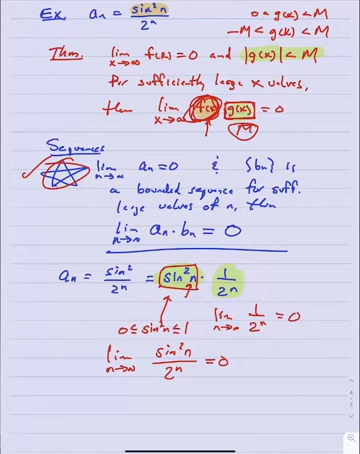 Ex. aₙ = sin²n / 2ⁿ
0 < g(x) < M
-M < g(x) < M
Thm. lim x→∞ f(x) = 0 and |g(x)| < M
for sufficiently large x values,
then lim x→∞ f(x) g(x) = 0
M
Sequences
lim n→∞ aₙ = 0 & {bₙ} is
a bounded sequence for suff.
large values of n, then
lim n→∞ aₙ · bₙ = 0
aₙ = sin² / 2ⁿ = sin²n · 1 / 2ⁿ
0 ≤ sin²n ≤ 1
lim n→∞ 1 / 2ⁿ = 0
lim n→∞ sin²n / 2ⁿ = 0